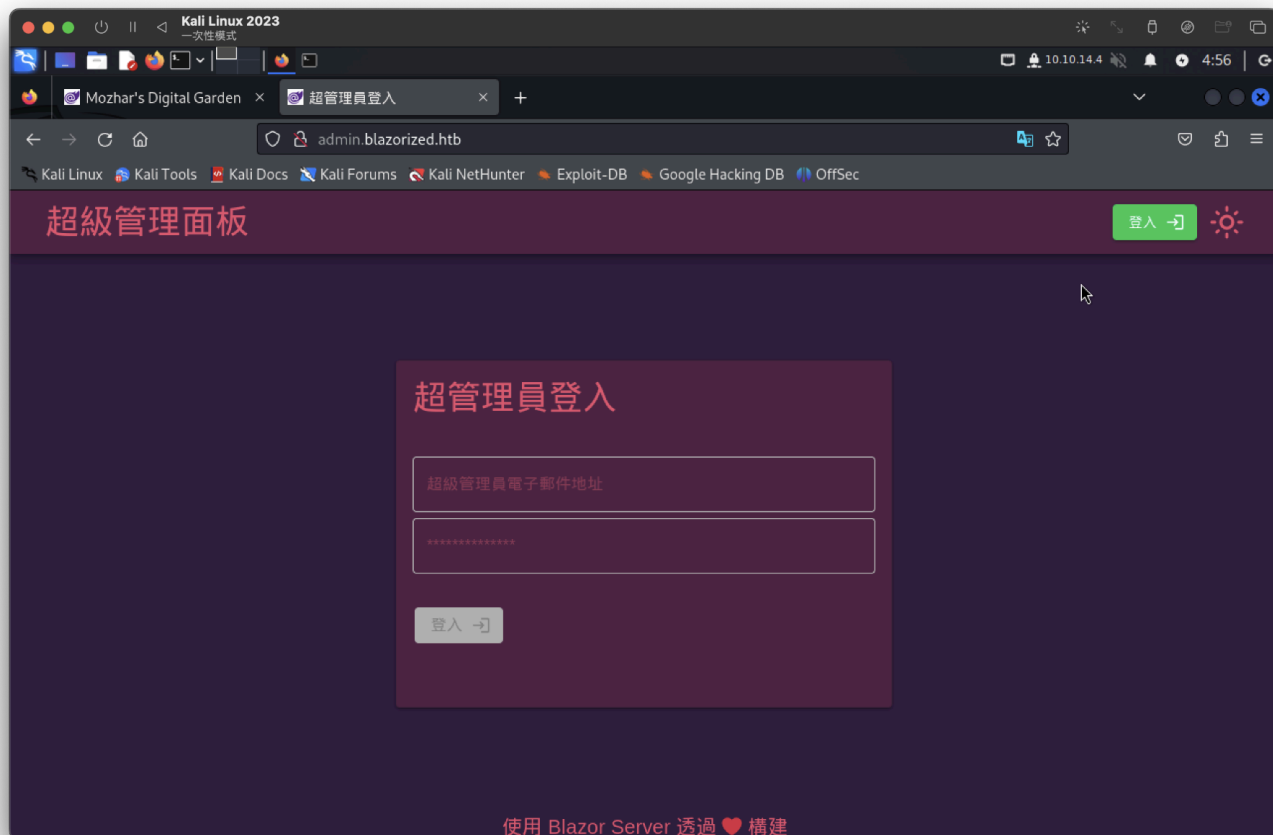 Kali Linux 2023
一次性模式
10.10.14.4
4:56
Mozhar's Digital Garden
超管理員登入
admin.blazorized.htb
Kali Linux
Kali Tools
Kali Docs
Kali Forums
Kali NetHunter
Exploit-DB
Google Hacking DB
OffSec
超級管理面板
登入
超管理員登入
超級管理員電子郵件地址
**************
登入
使用 Blazor Server 透過 ❤ 構建